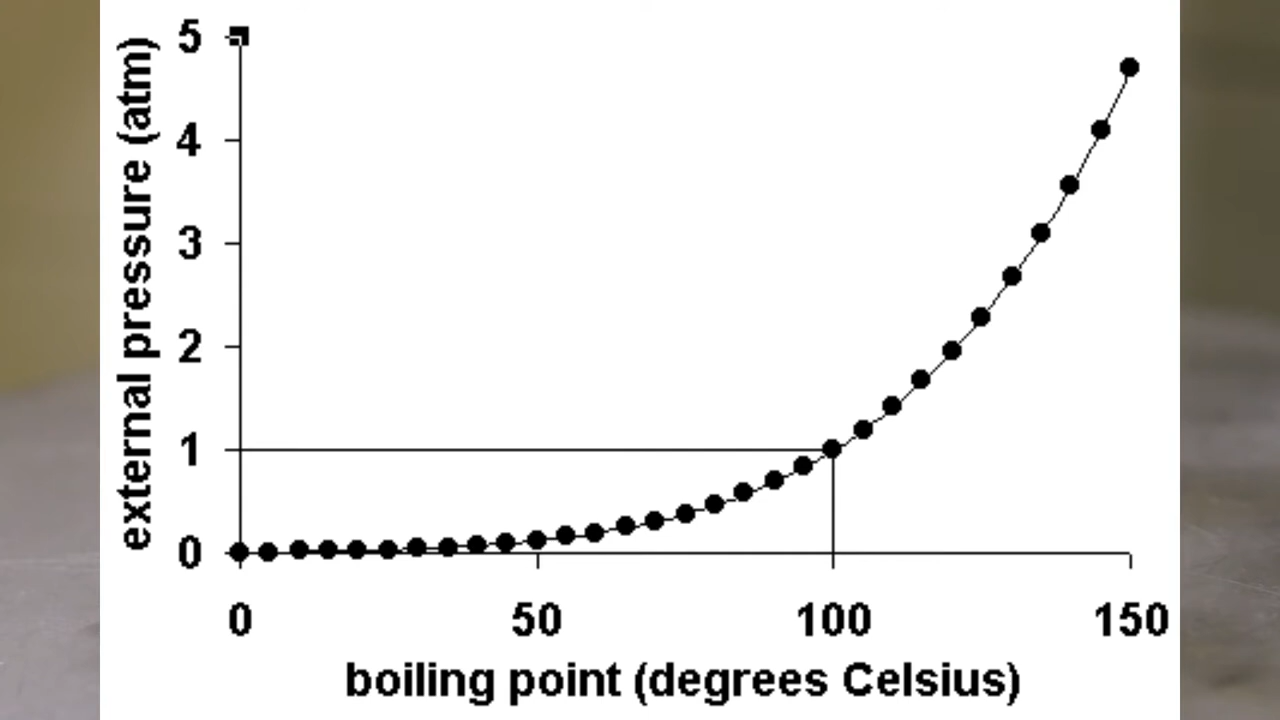 external pressure (atm)
5
4
3
2
1
0
0 50 100 150
boiling point (degrees Celsius)